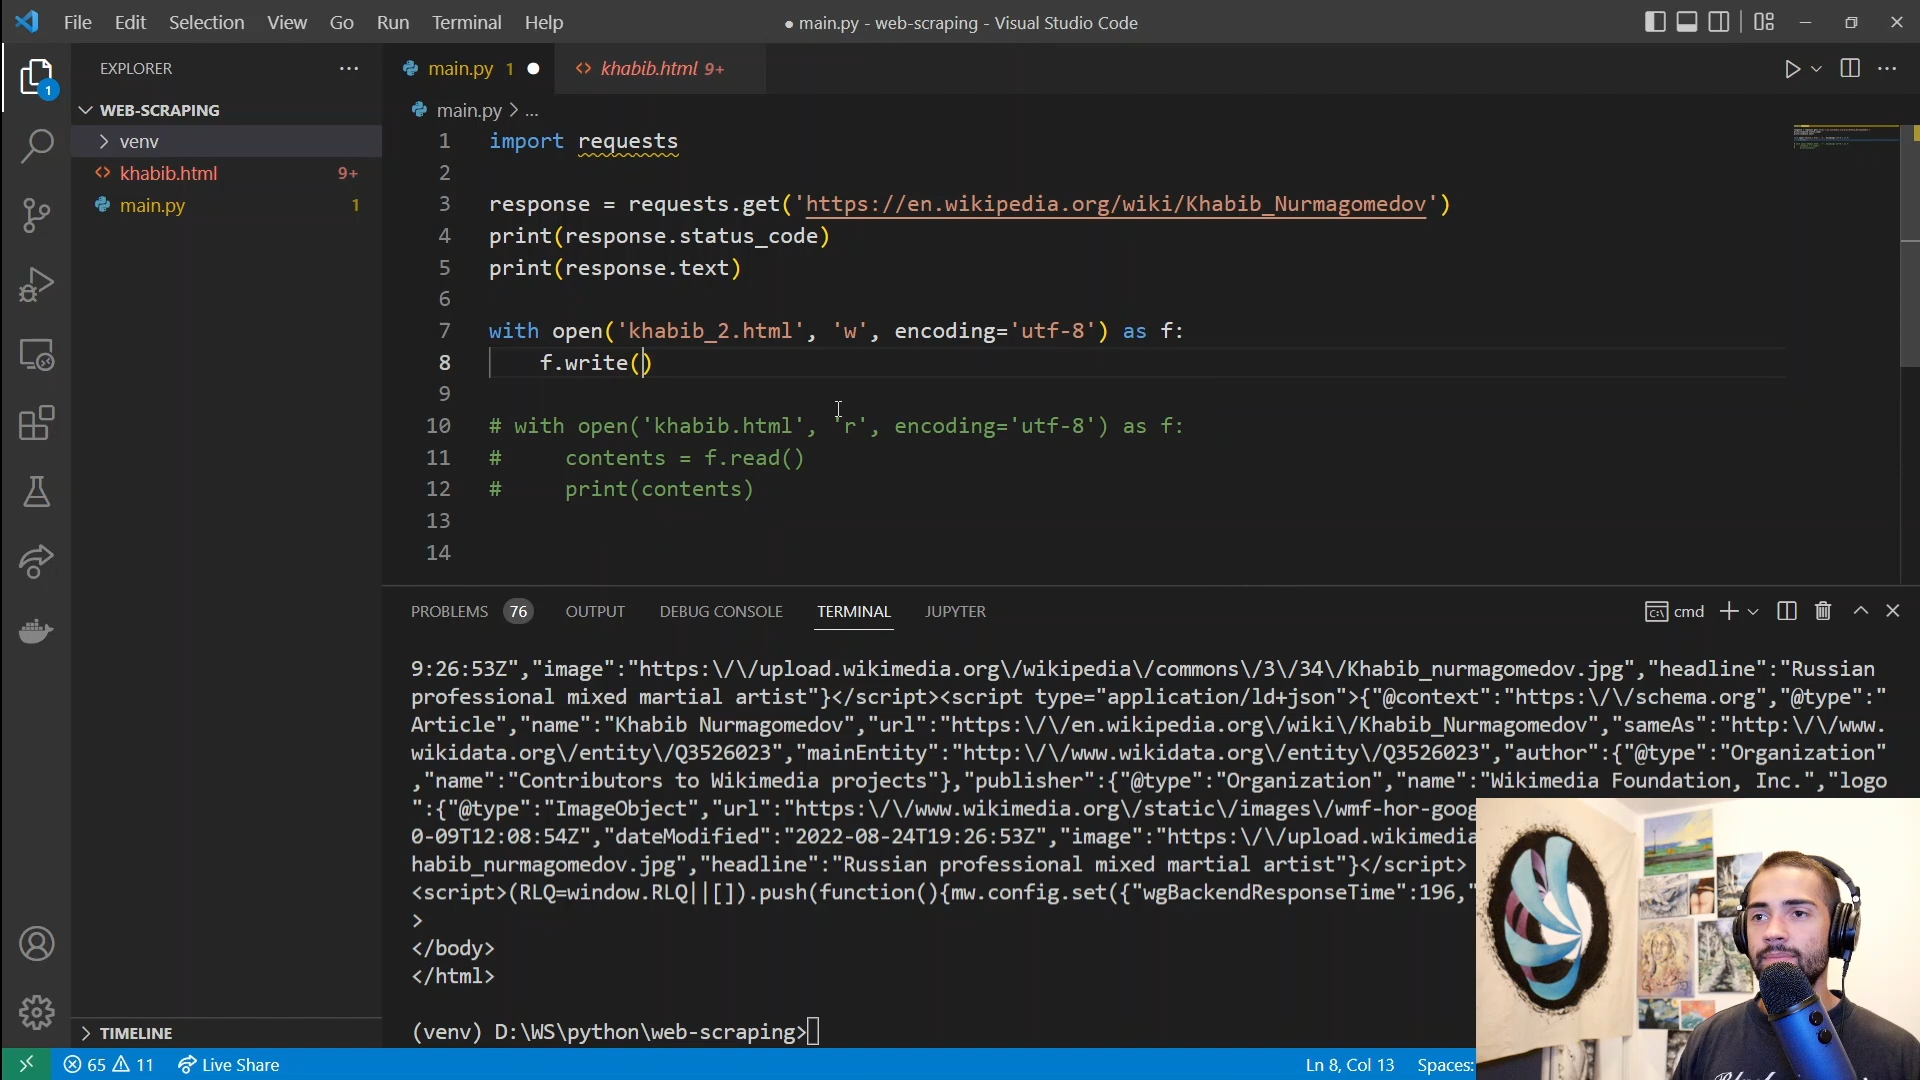 File Edit Selection View Go Run Terminal Help
● main.py - web-scraping - Visual Studio Code
EXPLORER
1
WEB-SCRAPING
venv
khabib.html 9+
main.py 1
TIMELINE
main.py 1
khabib.html 9+
main.py > ...
1 import requests
2
3 response = requests.get('https://en.wikipedia.org/wiki/Khabib_Nurmagomedov')
4 print(response.status_code)
5 print(response.text)
6
7 with open('khabib_2.html', 'w', encoding='utf-8') as f:
8 f.write()
9
10 # with open('khabib.html', 'r', encoding='utf-8') as f:
11 # contents = f.read()
12 # print(contents)
13
14
PROBLEMS 76 OUTPUT DEBUG CONSOLE TERMINAL JUPYTER
cmd
9:26:53Z","image":"https:\/\/upload.wikimedia.org\/wikipedia\/commons\/3\/34\/Khabib_nurmagomedov.jpg","headline":"Russian
professional mixed martial artist"}</script><script type="application/ld+json">{"@context":"https:\/\/schema.org","@type":"
Article","name":"Khabib Nurmagomedov","url":"https:\/\/en.wikipedia.org\/wiki\/Khabib_Nurmagomedov","sameAs":"http:\/\/www.
wikidata.org\/entity\/Q3526023","mainEntity":"http:\/\/www.wikidata.org\/entity\/Q3526023","author":{"@type":"Organization"
,"name":"Contributors to Wikimedia projects"},"publisher":{"@type":"Organization","name":"Wikimedia Foundation, Inc.","logo
":{"@type":"ImageObject","url":"https:\/\/www.wikimedia.org\/static\/images\/wmf-hor-goog
0-09T12:08:54Z","dateModified":"2022-08-24T19:26:53Z","image":"https:\/\/upload.wikimedia
habib_nurmagomedov.jpg","headline":"Russian professional mixed martial artist"}</script>
<script>(RLQ=window.RLQ||[]).push(function(){mw.config.set({"wgBackendResponseTime":196,"
>
</body>
</html>
(venv) D:\WS\python\web-scraping>
65 11 Live Share
Ln 8, Col 13 Spaces: